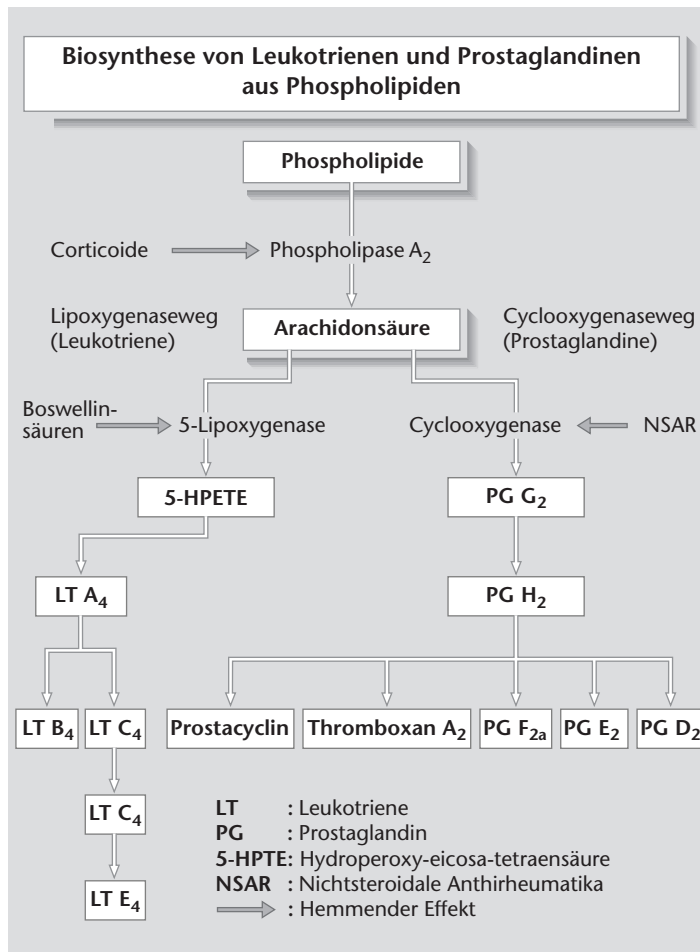 Biosynthese von Leukotrienen und Prostaglandinen
aus Phospholipiden
Phospholipide
Corticoide
Phospholipase A₂
Lipoxygenaseweg
(Leukotriene)
Arachidonsäure
Cyclooxygenaseweg
(Prostaglandine)
Boswellin-
säuren
5-Lipoxygenase
Cyclooxygenase
NSAR
5-HPETE
PG G₂
LT A₄
PG H₂
LT B₄
LT C₄
Prostacyclin
Thromboxan A₂
PG F₂ₐ
PG E₂
PG D₂
LT C₄
LT E₄
LT : Leukotriene
PG : Prostaglandin
5-HPTE: Hydroperoxy-eicosa-tetraensäure
NSAR : Nichtsteroidale Anthirheumatika
: Hemmender Effekt